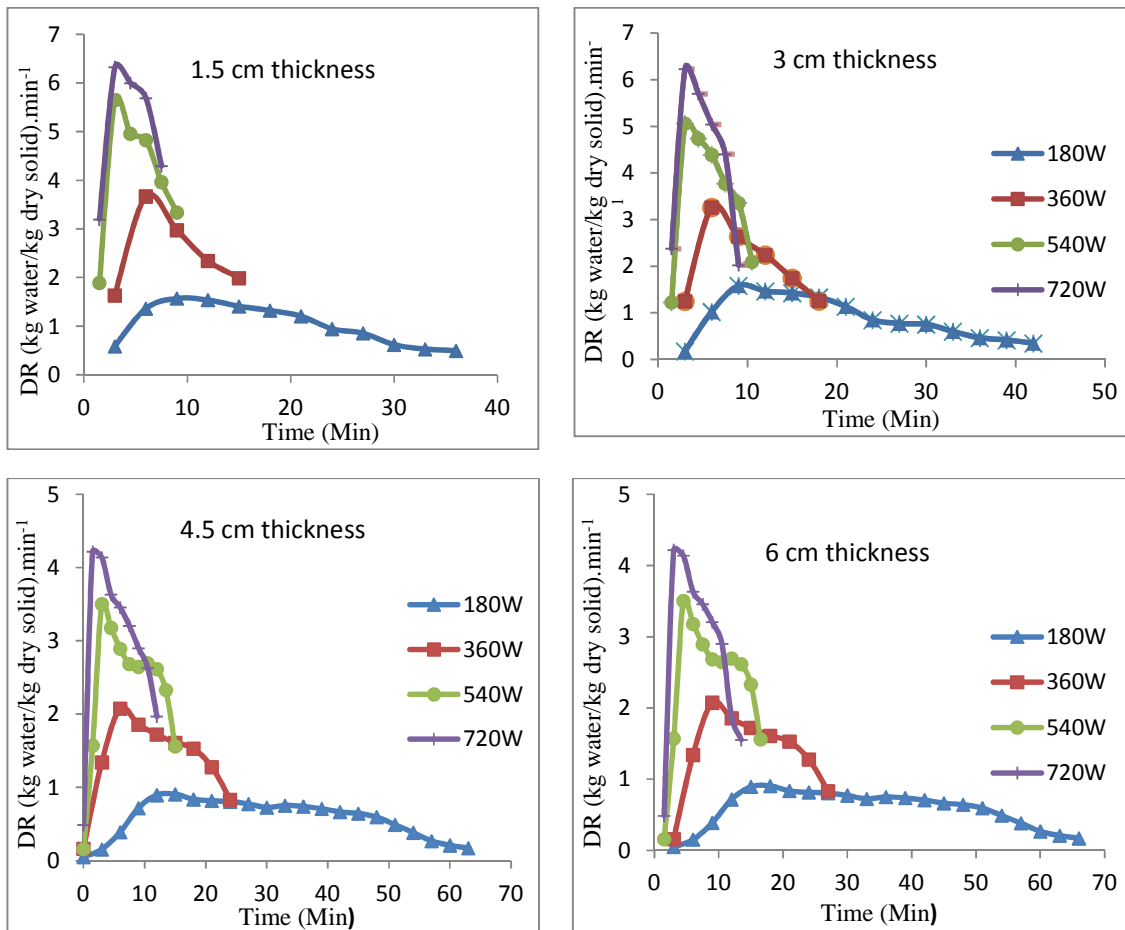 1.5 cm thickness
DR (kg water/kg dry solid).min-1
7
6
5
4
3
2
1
0
0 10 20 30 40
Time (Min)
3 cm thickness
DR (kg water/kg dry solid).min-
1
7
6
5
4
3
2
1
0
0 10 20 30 40 50
Time (Min)
180W
360W
540W
720W
4.5 cm thickness
DR (kg water/kg dry solid).min-1
5
4
3
2
1
0
0 10 20 30 40 50 60 70
Time (Min)
180W
360W
540W
720W
6 cm thickness
DR (kg water/kg dry solid).min-1
5
4
3
2
1
0
0 10 20 30 40 50 60 70
Time (Min)
180W
360W
540W
720W